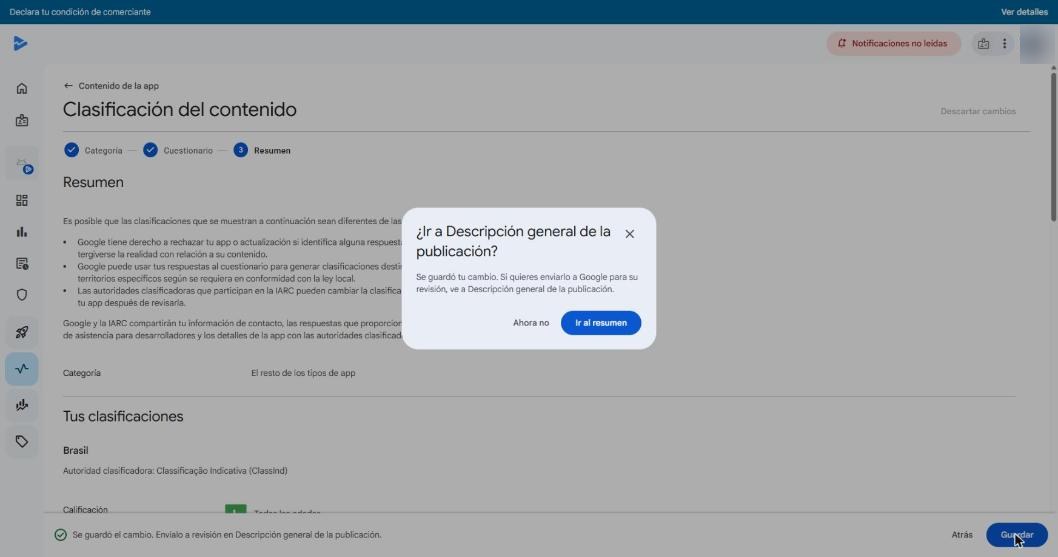 Declara tu condición de comerciante
Ver detalles
Notificaciones no leídas
← Contenido de la app
Clasificación del contenido
Descartar cambios
Categoría — Cuestionario — 3 Resumen
Resumen
Es posible que las clasificaciones que se muestran a continuación sean diferentes de las
• Google tiene derecho a rechazar tu app o actualización si identifica alguna
tergiverse la realidad con relación a su contenido.
• Google puede usar tus respuestas al cuestionario para generar clasificaciones
territorios específicos según se requiera en conformidad con la ley local.
• Las autoridades clasificadoras que participan en la IARC pueden cambiar la
tu app después de revisarla.
Google y la IARC compartirán tu información de contacto, las respuestas que
de asistencia para desarrolladores y los detalles de la app con las autoridades
¿Ir a Descripción general de la
publicación?
Se guardó tu cambio. Si quieres enviarlo a Google para su
revisión, ve a Descripción general de la publicación.
Ahora no
Ir al resumen
Categoría
El resto de los tipos de app
Tus clasificaciones
Brasil
Autoridad clasificadora: Classificação Indicativa (ClassInd)
Calificación
Se guardó el cambio. Envíalo a revisión en Descripción general de la publicación.
Atrás
Guardar